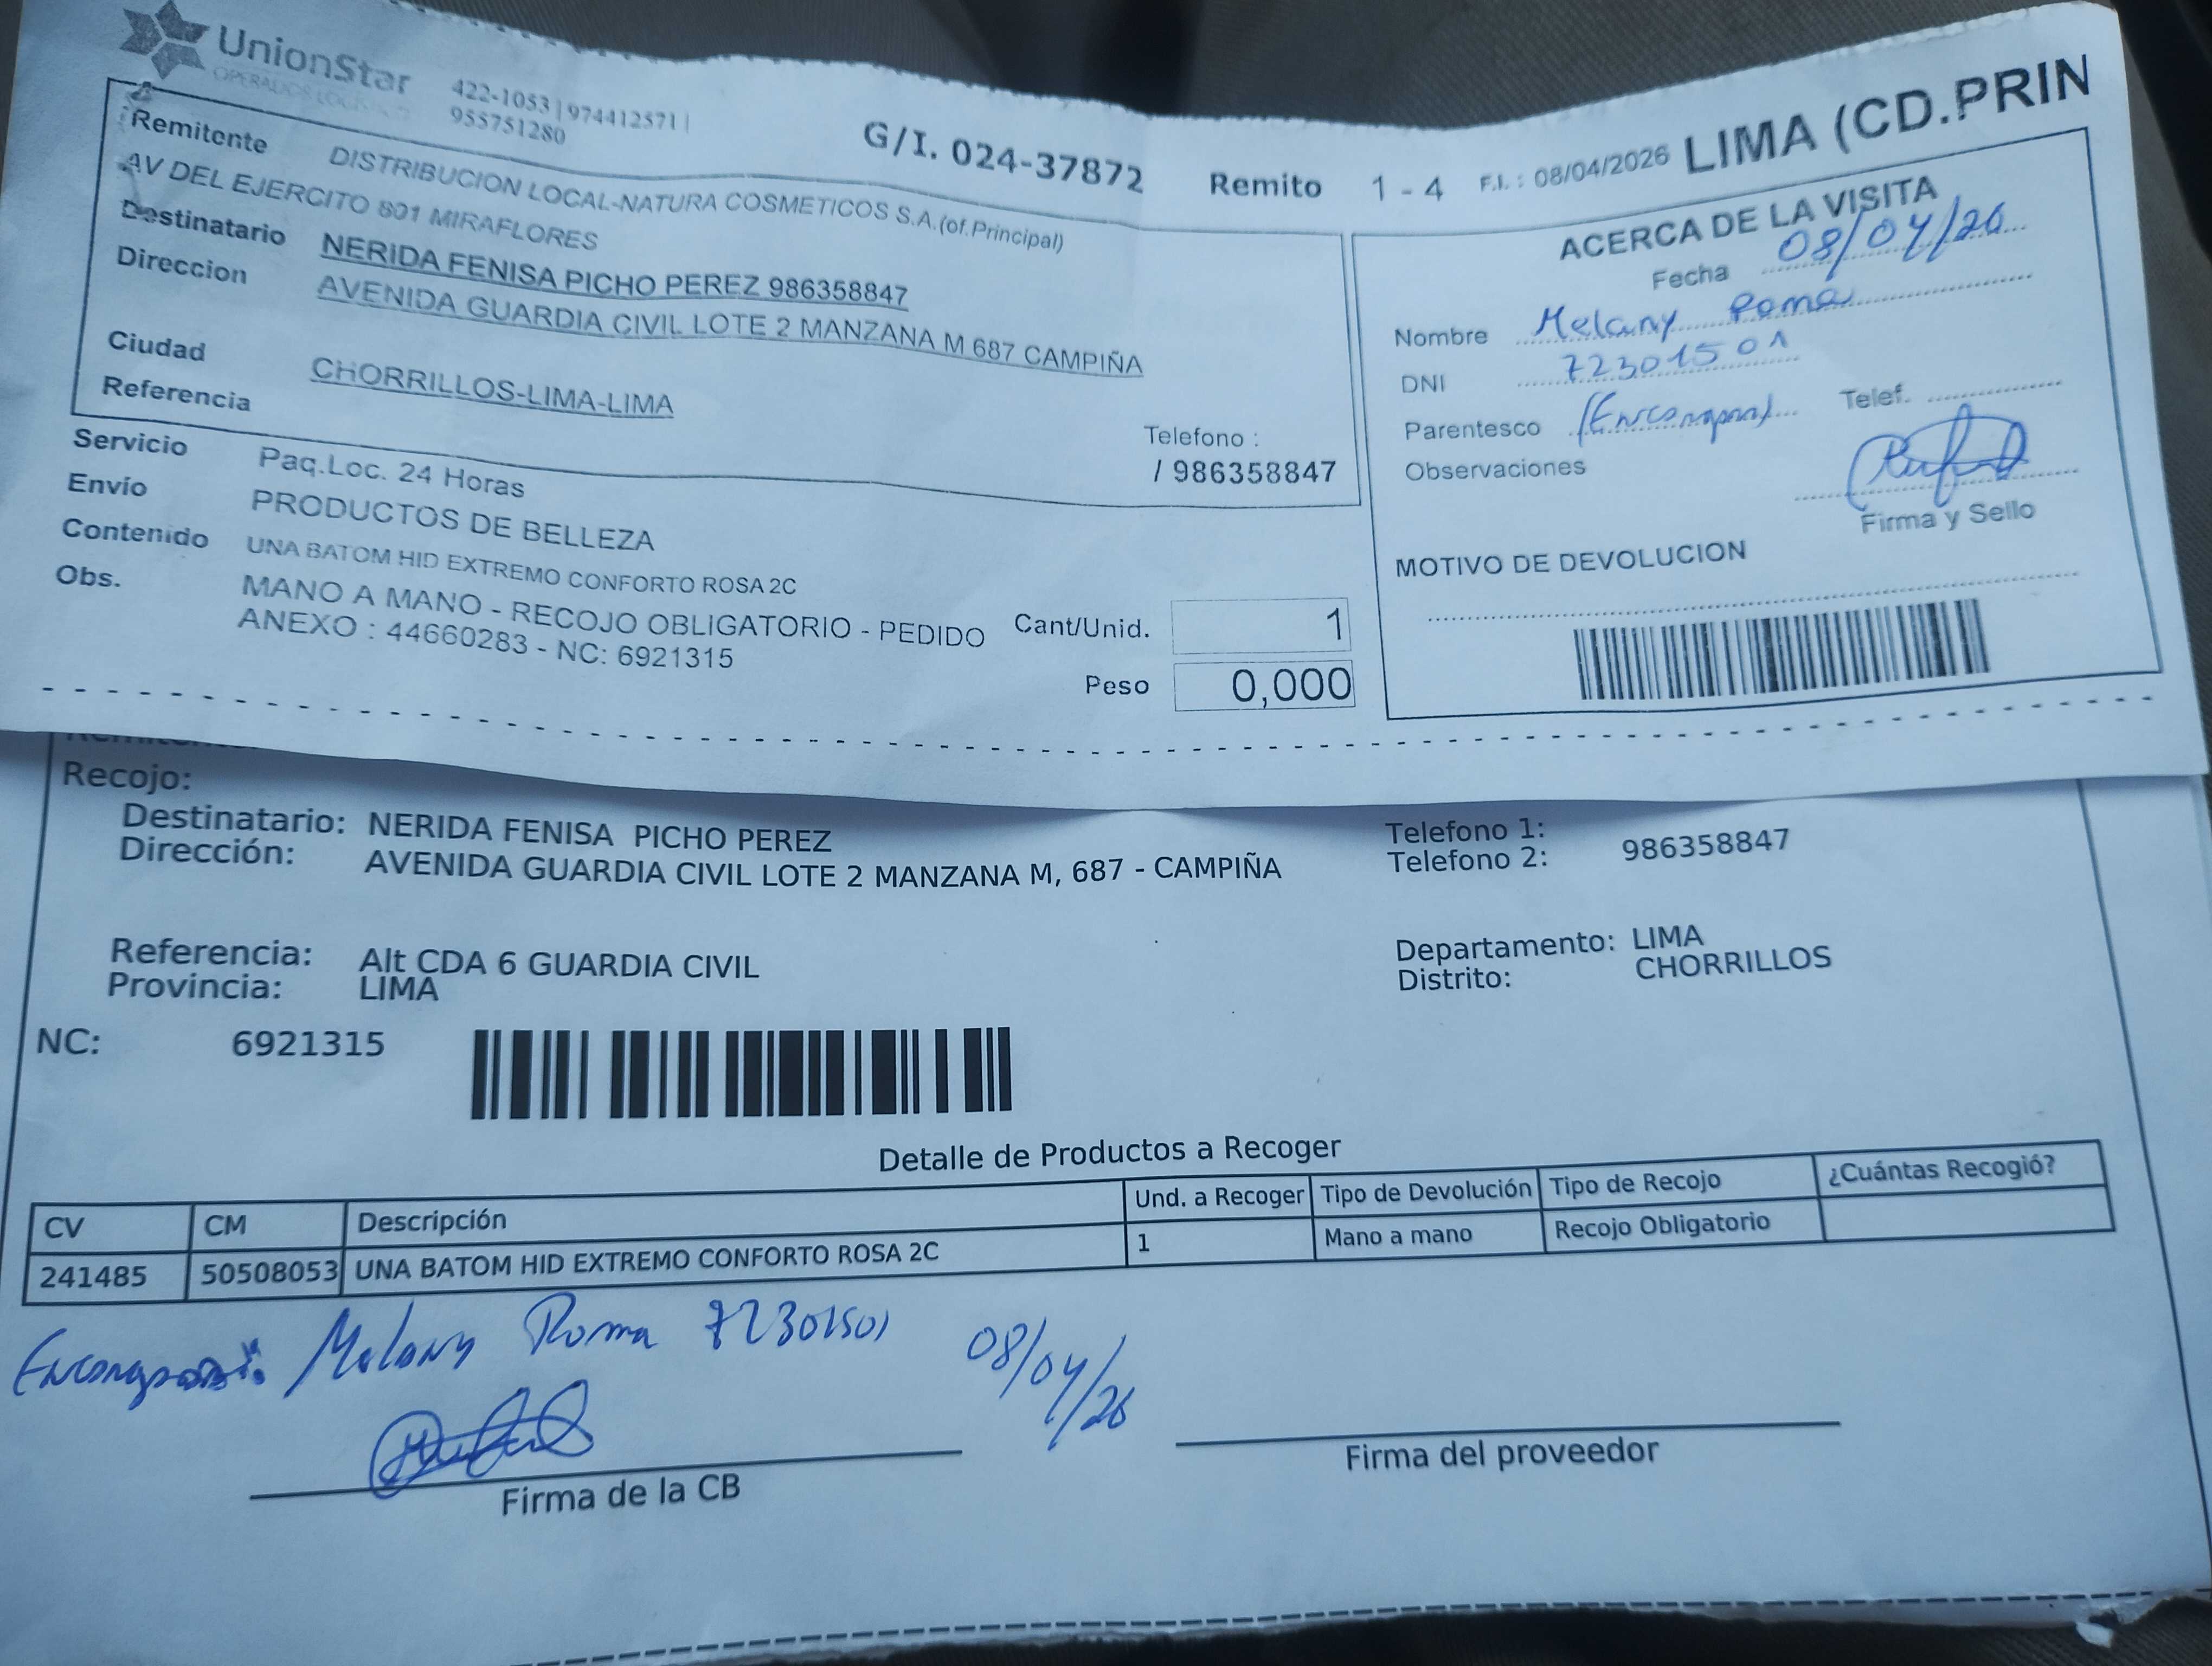 UnionStar
OPERADOR LOGISTICO
422-1053 | 974412571 |
955751280
G/I. 024-37872 Remito 1 - 4 F.I. : 08/04/2026 LIMA (CD.PRIN
Remitente DISTRIBUCION LOCAL-NATURA COSMETICOS S.A.(of.Principal)
AV DEL EJERCITO 801 MIRAFLORES
Destinatario NERIDA FENISA PICHO PEREZ 986358847
Direccion AVENIDA GUARDIA CIVIL LOTE 2 MANZANA M 687 CAMPIÑA
Ciudad CHORRILLOS-LIMA-LIMA
Referencia
Telefono :
/ 986358847
Servicio Paq.Loc. 24 Horas
Envío PRODUCTOS DE BELLEZA
Contenido UNA BATOM HID EXTREMO CONFORTO ROSA 2C
Obs. MANO A MANO - RECOJO OBLIGATORIO - PEDIDO
ANEXO : 44660283 - NC: 6921315
Cant/Unid. 1
Peso 0,000
ACERCA DE LA VISITA
Fecha 08/04/26
Nombre Melany Roma
DNI 72301501
Parentesco Telef.
Observaciones
Firma y Sello
MOTIVO DE DEVOLUCION
Recojo:
Destinatario: NERIDA FENISA PICHO PEREZ
Dirección: AVENIDA GUARDIA CIVIL LOTE 2 MANZANA M, 687 - CAMPIÑA
Telefono 1:
Telefono 2: 986358847
Referencia: Alt CDA 6 GUARDIA CIVIL
Provincia: LIMA
Departamento: LIMA
Distrito: CHORRILLOS
NC: 6921315
Detalle de Productos a Recoger
CV CM Descripción Und. a Recoger Tipo de Devolución Tipo de Recojo ¿Cuántas Recogió?
241485 50508053 UNA BATOM HID EXTREMO CONFORTO ROSA 2C 1 Mano a mano Recojo Obligatorio
Melany Roma 72301501 08/04/26
Firma de la CB
Firma del proveedor